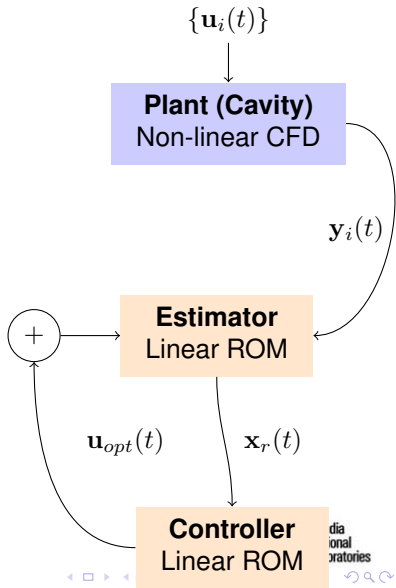 {u_i(t)}
Plant (Cavity)
Non-linear CFD
y_i(t)
Estimator
+
Linear ROM
u_opt(t)
x_r(t)
Controller
Linear ROM